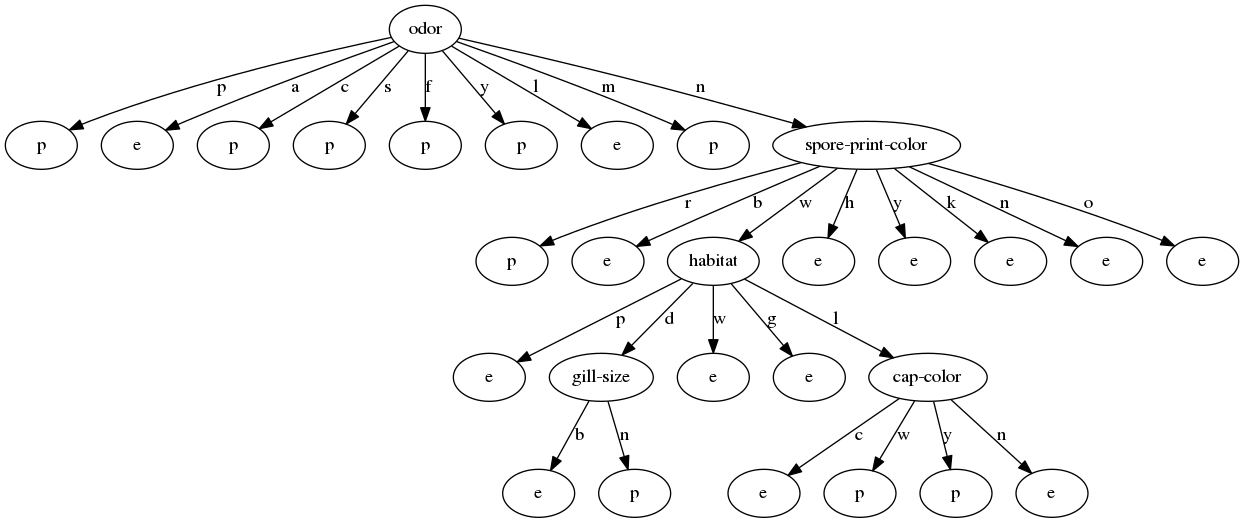 odor
p a c s f y l m n
p e p p p p e p spore-print-color
r b w h y k n o
p e habitat e e e e e
p d w g l
e gill-size e e cap-color
b n c w y n
e p e p p e